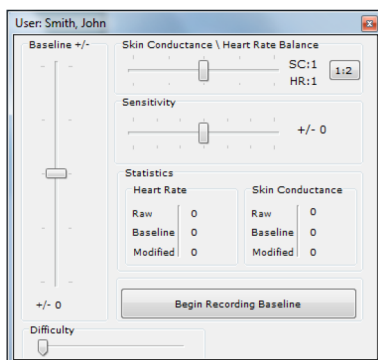 User: Smith, John
Baseline +/-
+/- 0
Skin Conductance \ Heart Rate Balance
SC:1
HR:1
1:2
Sensitivity
+/- 0
Statistics
Heart Rate
Raw 0
Baseline 0
Modified 0
Skin Conductance
Raw 0
Baseline 0
Modified 0
Begin Recording Baseline
Difficulty